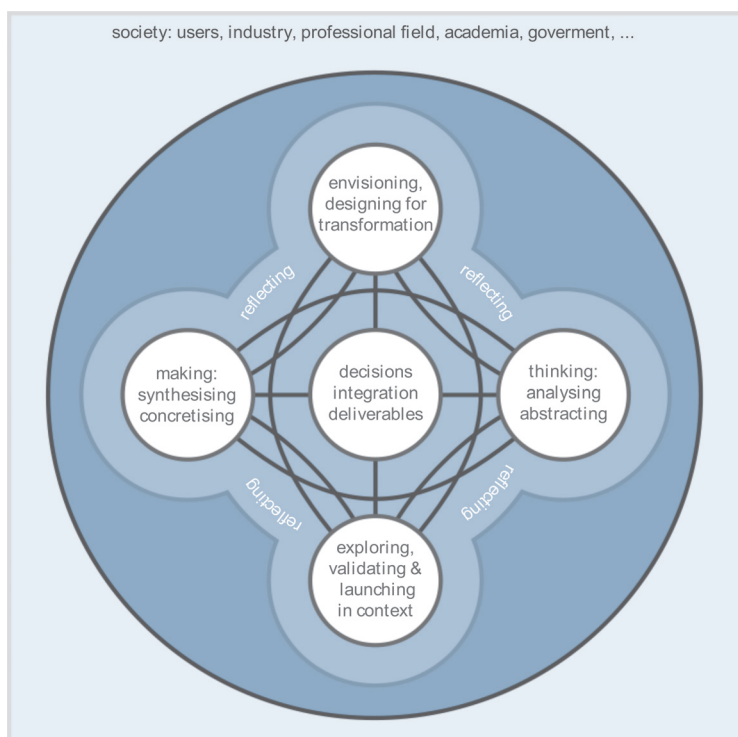 society: users, industry, professional field, academia, goverment, ...
envisioning,
designing for
transformation
reflecting
reflecting
making:
synthesising
concretising
decisions
integration
deliverables
thinking:
analysing
abstracting
reflecting
reflecting
exploring,
validating &
launching
in context